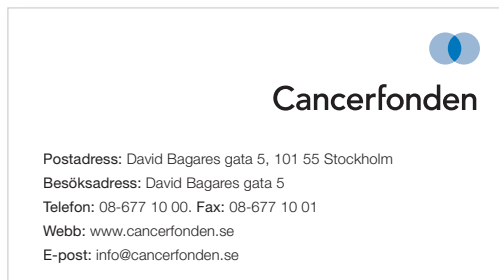 Cancerfonden
Postadress: David Bagares gata 5, 101 55 Stockholm
Besöksadress: David Bagares gata 5
Telefon: 08-677 10 00. Fax: 08-677 10 01
Webb: www.cancerfonden.se
E-post: info@cancerfonden.se